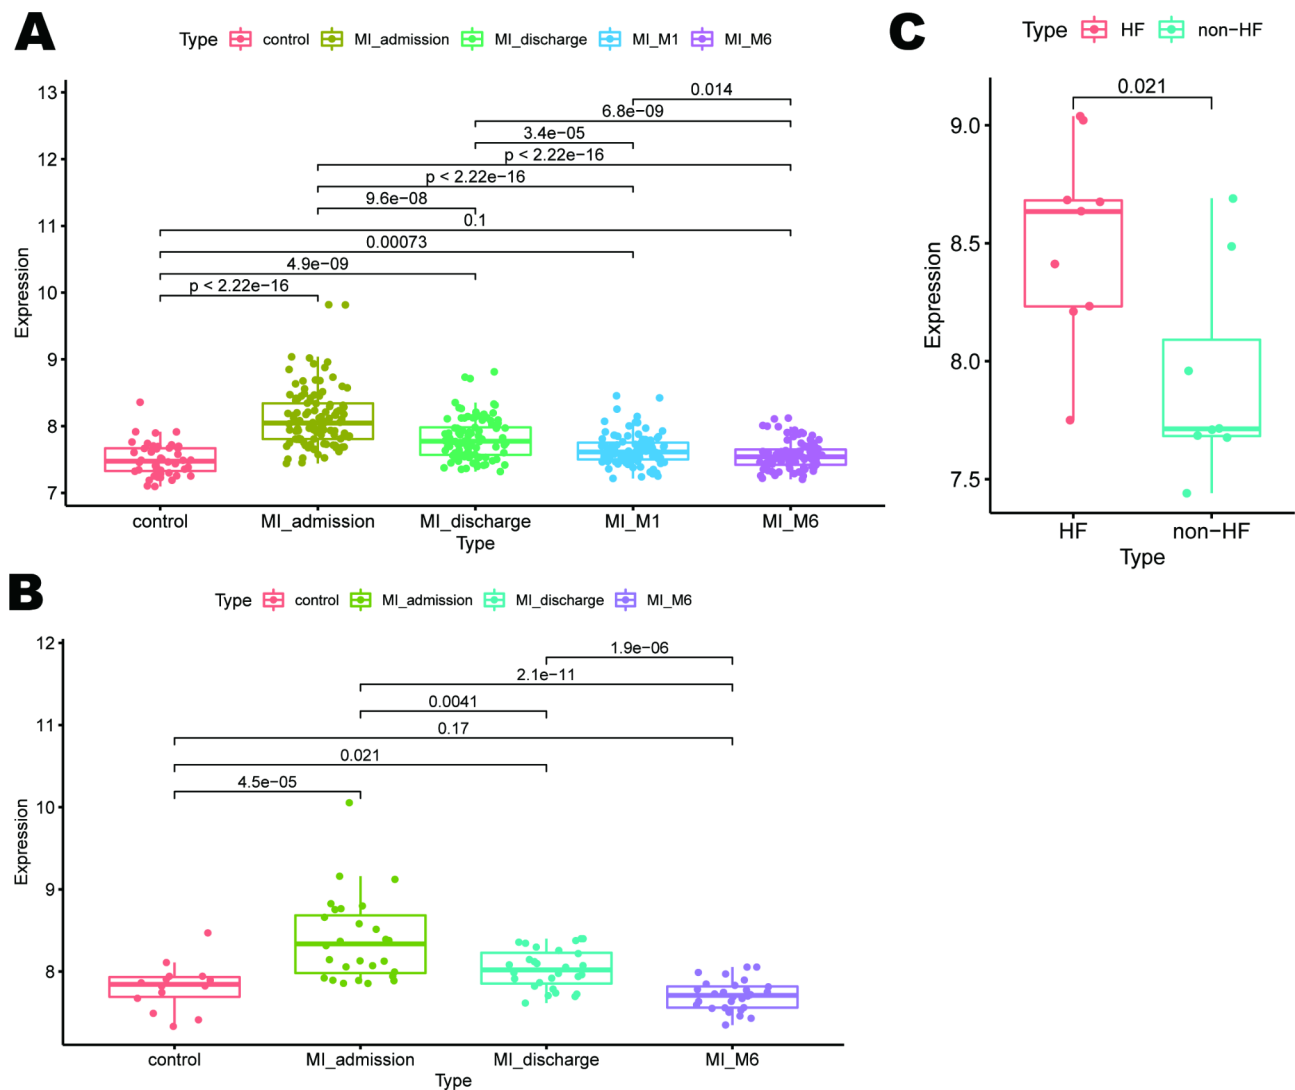 A
Type control MI_admission MI_discharge MI_M1 MI_M6
13
12
11
10
9
8
7
Expression
0.014
6.8e−09
3.4e−05
p < 2.22e−16
p < 2.22e−16
9.6e−08
0.1
0.00073
4.9e−09
p < 2.22e−16
control MI_admission MI_discharge MI_M1 MI_M6
Type
C
Type HF non−HF
0.021
9.0
8.5
8.0
7.5
Expression
HF non−HF
Type
B
Type control MI_admission MI_discharge MI_M6
12
11
10
9
8
Expression
1.9e−06
2.1e−11
0.0041
0.17
0.021
4.5e−05
control MI_admission MI_discharge MI_M6
Type